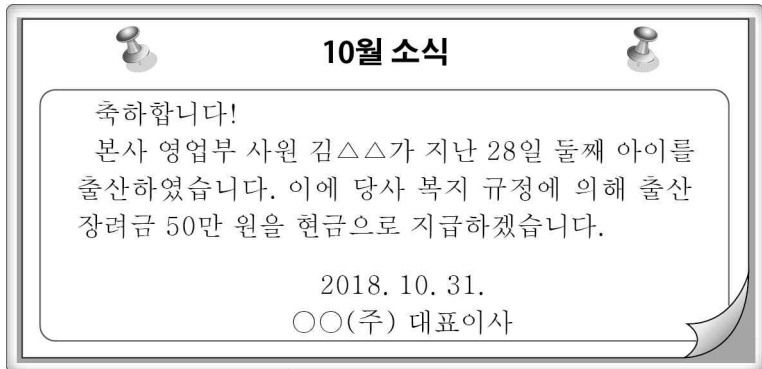 10월 소식
축하합니다!
본사 영업부 사원 김△△가 지난 28일 둘째 아이를
출산하였습니다. 이에 당사 복지 규정에 의해 출산
장려금 50만 원을 현금으로 지급하겠습니다.
2018. 10. 31.
○○(주) 대표이사